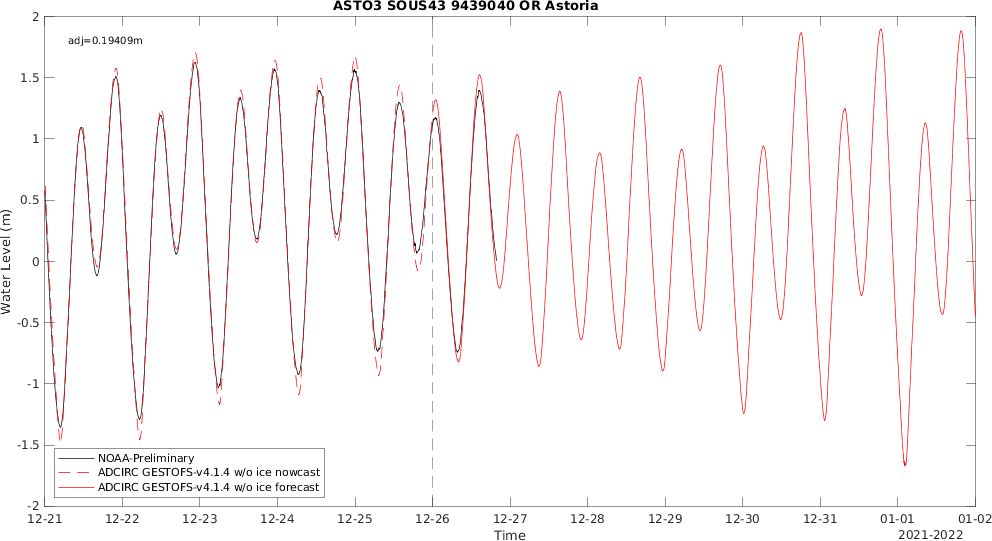 ASTO3 SOUS43 9439040 OR Astoria
adj=0.19409m
2
1.5
1
0.5
0
-0.5
-1
-1.5
-2
Water Level (m)
NOAA-Preliminary
ADCIRC GESTOFS-v4.1.4 w/o ice nowcast
ADCIRC GESTOFS-v4.1.4 w/o ice forecast
12-21 12-22 12-23 12-24 12-25 12-26 12-27 12-28 12-29 12-30 12-31 01-01 01-02
Time
2021-2022